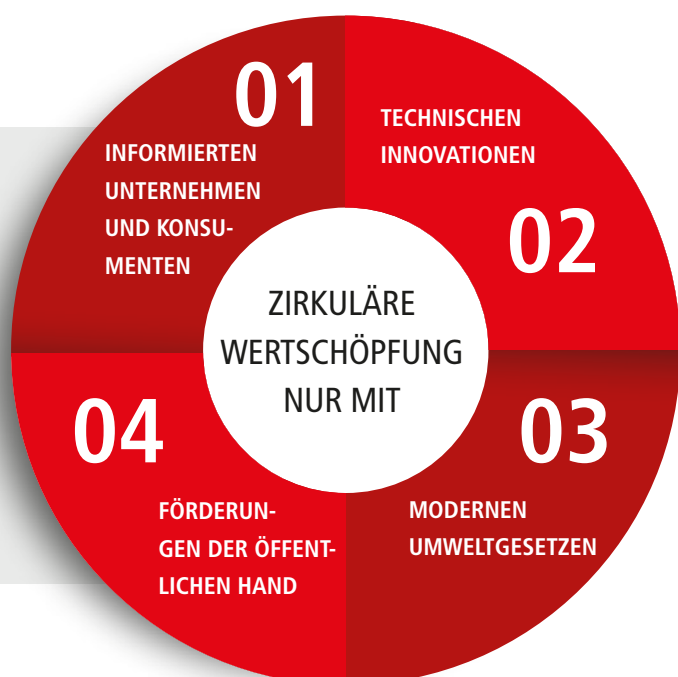 ZIRKULÄRE
WERTSCHÖPFUNG
NUR MIT
01
INFORMIERTEN
UNTERNEHMEN
UND KONSU-
MENTEN
TECHNISCHEN
INNOVATIONEN
02
03
MODERNEN
UMWELTGESETZEN
04
FÖRDERUN-
GEN DER ÖFFENT-
LICHEN HAND